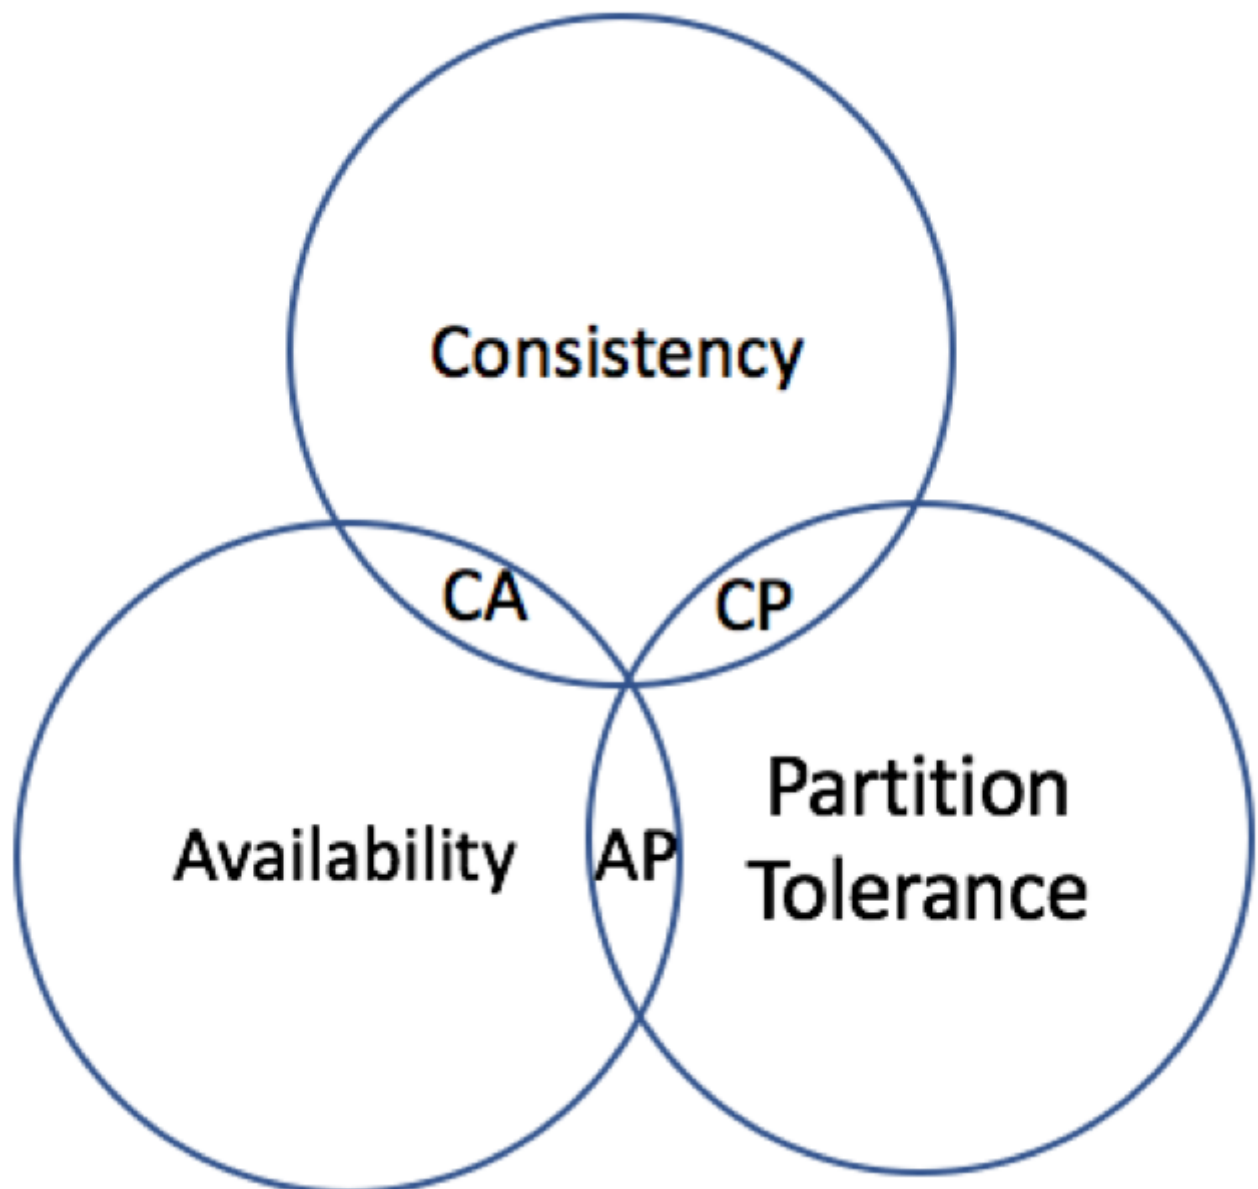 Consistency
CA
CP
Availability
AP
Partition
Tolerance